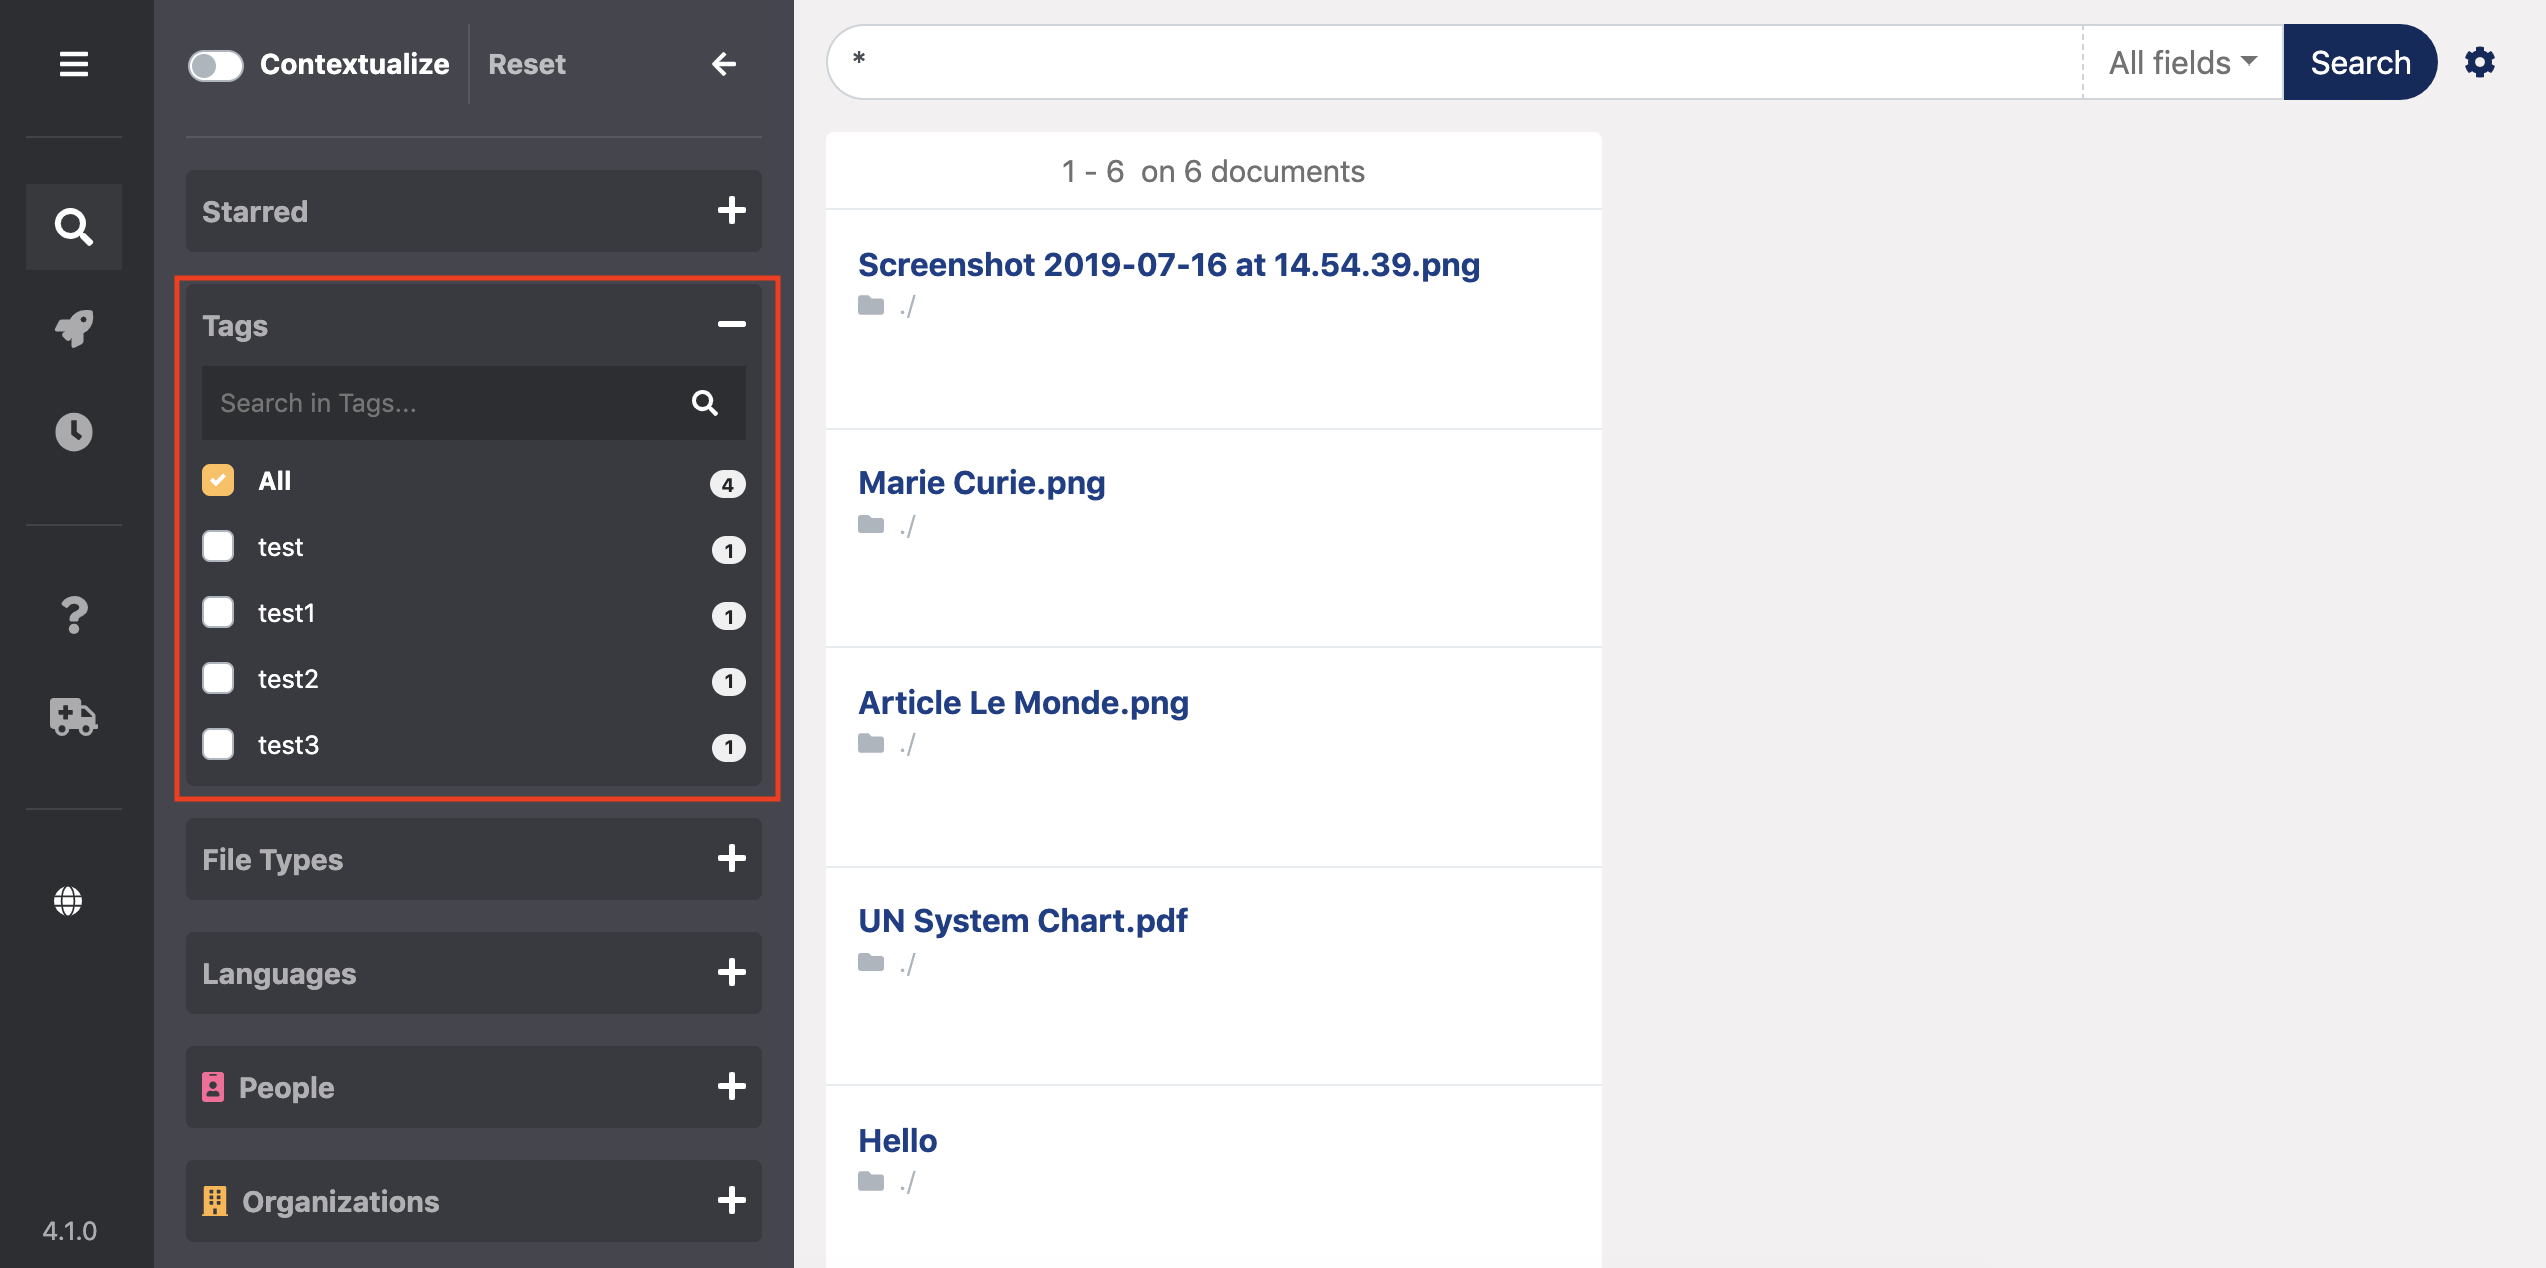 Contextualize
Reset
*
All fields
Search
Starred
Tags
Search in Tags...
All 4
test 1
test1 1
test2 1
test3 1
File Types
Languages
People
Organizations
4.1.0
1 - 6 on 6 documents
Screenshot 2019-07-16 at 14.54.39.png
./
Marie Curie.png
./
Article Le Monde.png
./
UN System Chart.pdf
./
Hello
./